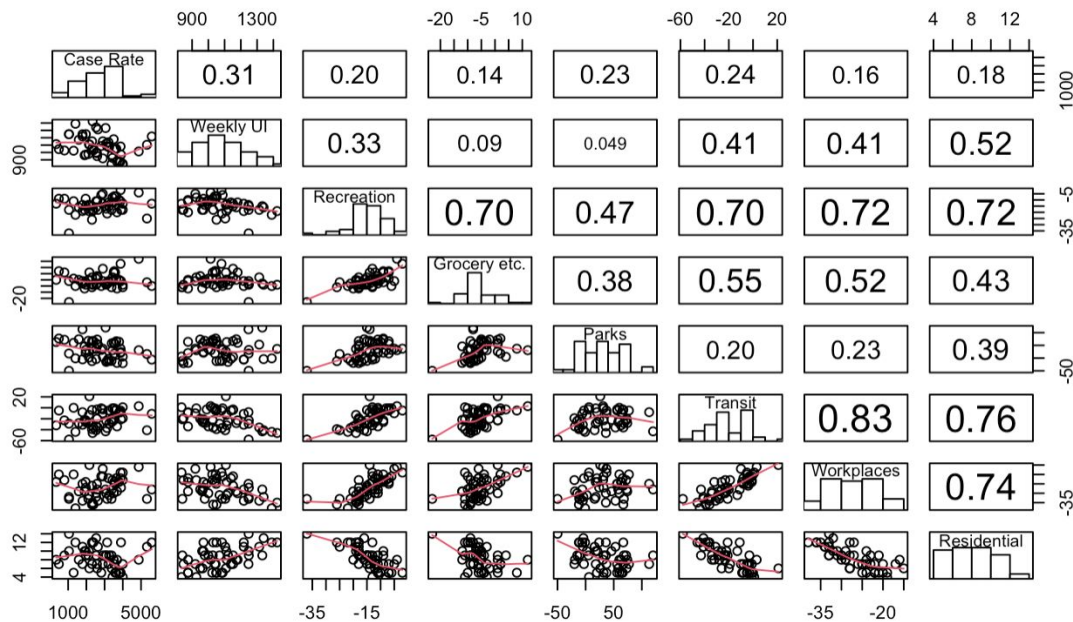 900 1300 -20 -5 10 -60 -20 20 4 8 12
Case Rate 0.31 0.20 0.14 0.23 0.24 0.16 0.18 1000
900 Weekly UI 0.33 0.09 0.049 0.41 0.41 0.52
Recreation 0.70 0.47 0.70 0.72 0.72 -35 -5
-20 Grocery etc. 0.38 0.55 0.52 0.43
Parks 0.20 0.23 0.39 -50
-60 20 Transit 0.83 0.76
Workplaces 0.74 -35
4 12 Residential
1000 5000 -35 -15 -50 50 -35 -20